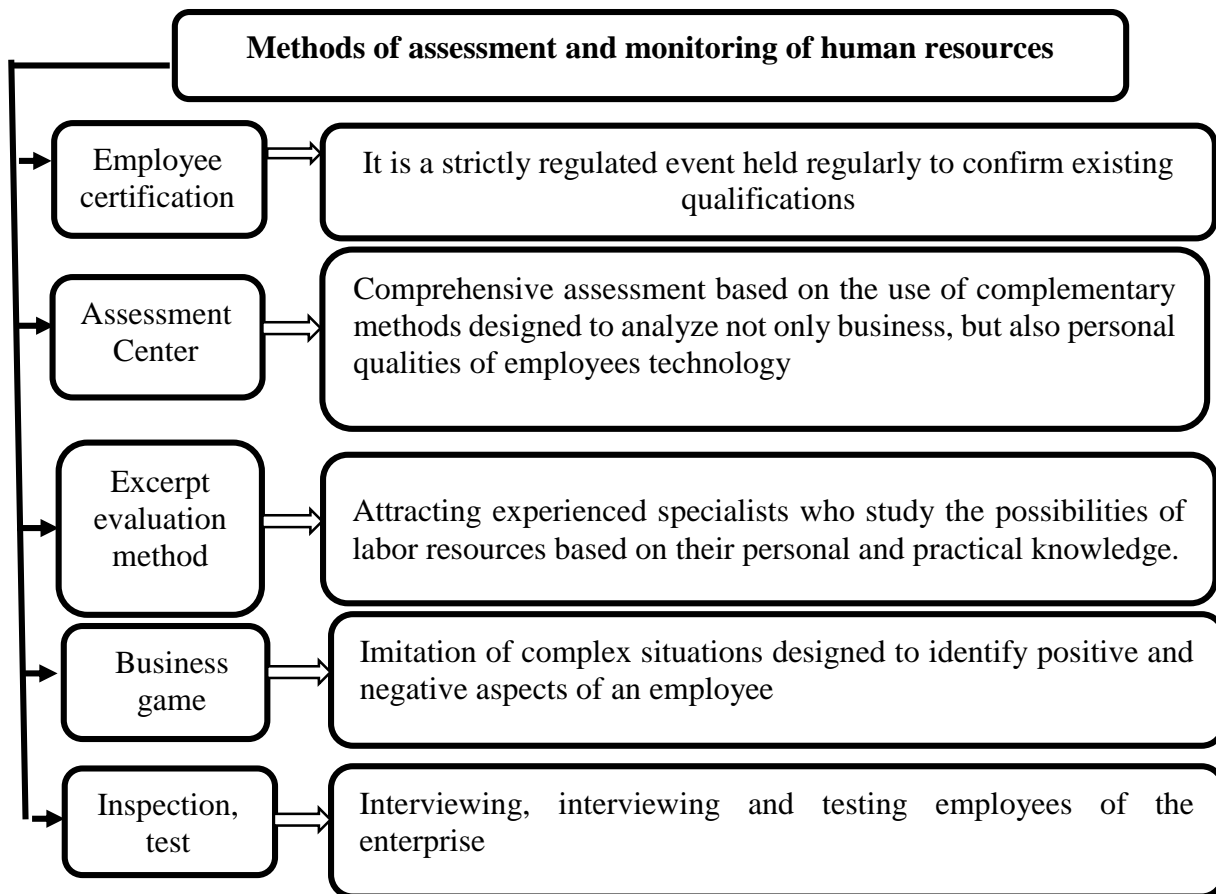 Methods of assessment and monitoring of human resources
Employee
certification
It is a strictly regulated event held regularly to confirm existing
qualifications
Assessment
Center
Comprehensive assessment based on the use of complementary
methods designed to analyze not only business, but also personal
qualities of employees technology
Excerpt
evaluation
method
Attracting experienced specialists who study the possibilities of
labor resources based on their personal and practical knowledge.
Business
game
Imitation of complex situations designed to identify positive and
negative aspects of an employee
Inspection,
test
Interviewing, interviewing and testing employees of the
enterprise